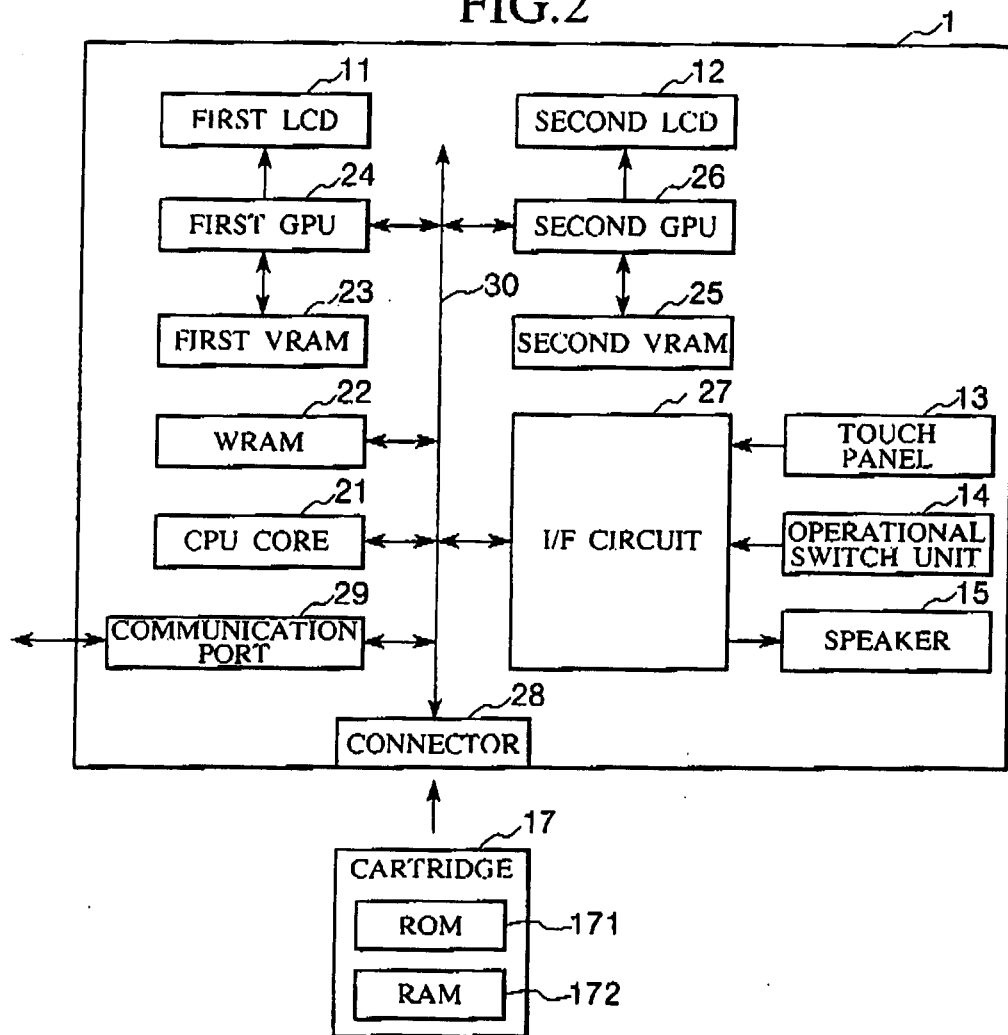 FIG.2
1
11
FIRST LCD
12
SECOND LCD
24
FIRST GPU
26
SECOND GPU
30
23
FIRST VRAM
25
SECOND VRAM
22
WRAM
27
I/F CIRCUIT
13
TOUCH
PANEL
21
CPU CORE
14
OPERATIONAL
SWITCH UNIT
29
COMMUNICATION
PORT
15
SPEAKER
28
CONNECTOR
17
CARTRIDGE
ROM
171
RAM
172